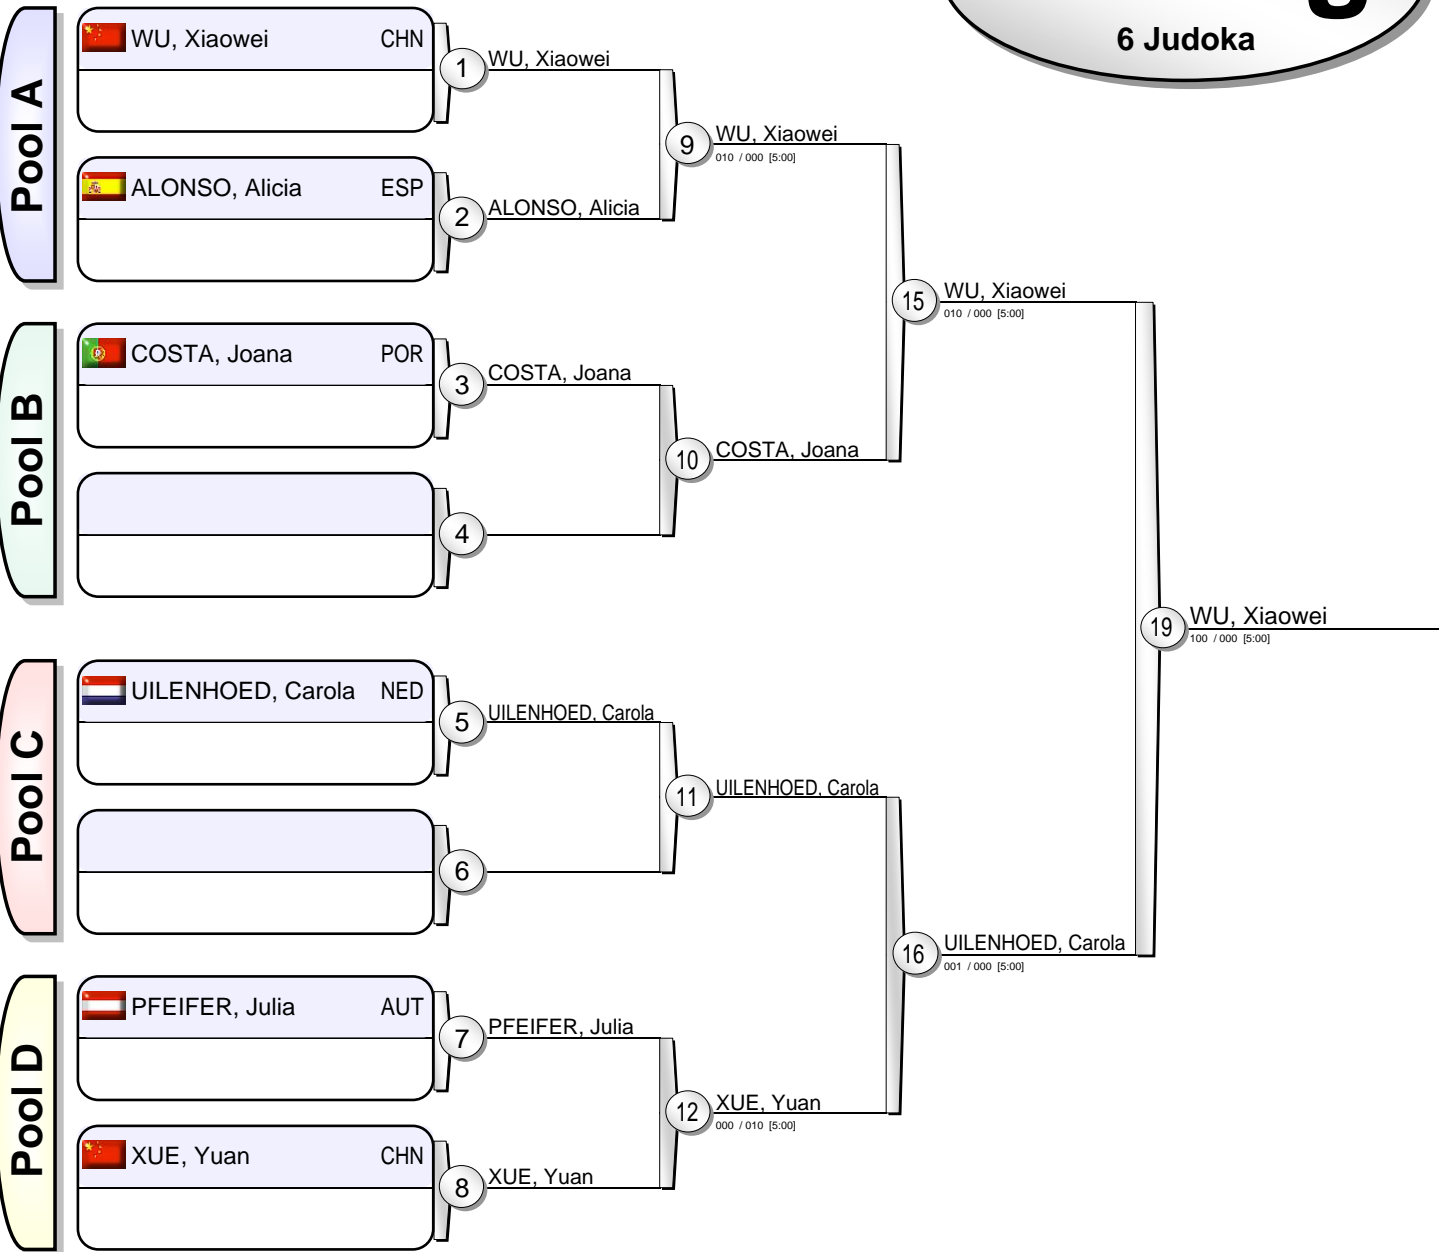 6 Judoka
Pool A
WU, Xiaowei CHN
ALONSO, Alicia ESP
1
WU, Xiaowei
2
ALONSO, Alicia
9
WU, Xiaowei
010 / 000 [5:00]
Pool B
COSTA, Joana POR
3
COSTA, Joana
4
10
COSTA, Joana
15
WU, Xiaowei
010 / 000 [5:00]
Pool C
UILENHOED, Carola NED
5
UILENHOED, Carola
6
11
UILENHOED, Carola
Pool D
PFEIFER, Julia AUT
XUE, Yuan CHN
7
PFEIFER, Julia
8
XUE, Yuan
12
XUE, Yuan
000 / 010 [5:00]
16
UILENHOED, Carola
001 / 000 [5:00]
19
WU, Xiaowei
100 / 000 [5:00]